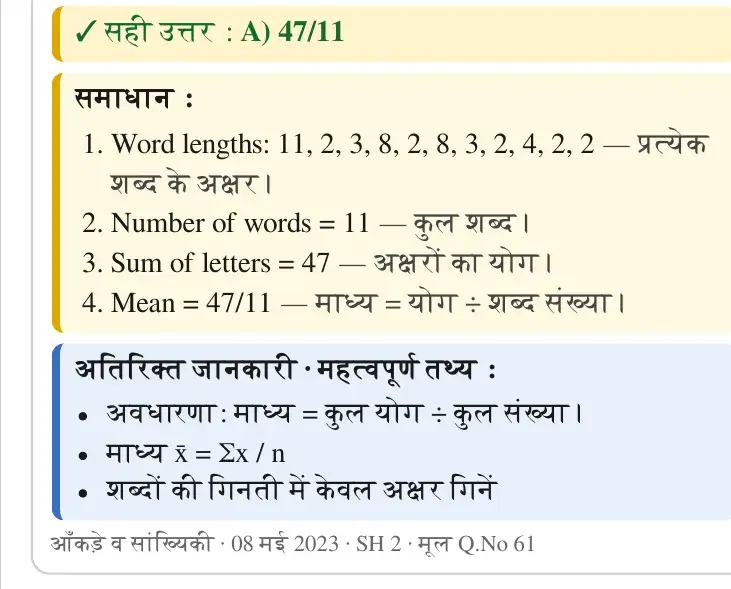 ✓ सही उत्तर : A) 47/11
समाधान :
1. Word lengths: 11, 2, 3, 8, 2, 8, 3, 2, 4, 2, 2 — प्रत्येक
शब्द के अक्षर।
2. Number of words = 11 — कुल शब्द।
3. Sum of letters = 47 — अक्षरों का योग।
4. Mean = 47/11 — माध्य = योग ÷ शब्द संख्या।
अतिरिक्त जानकारी · महत्वपूर्ण तथ्य :
• अवधारणा: माध्य = कुल योग ÷ कुल संख्या।
• माध्य x̄ = Σx / n
• शब्दों की गिनती में केवल अक्षर गिनें
आँकड़े व सांख्यिकी · 08 मई 2023 · SH 2 · मूल Q.No 61